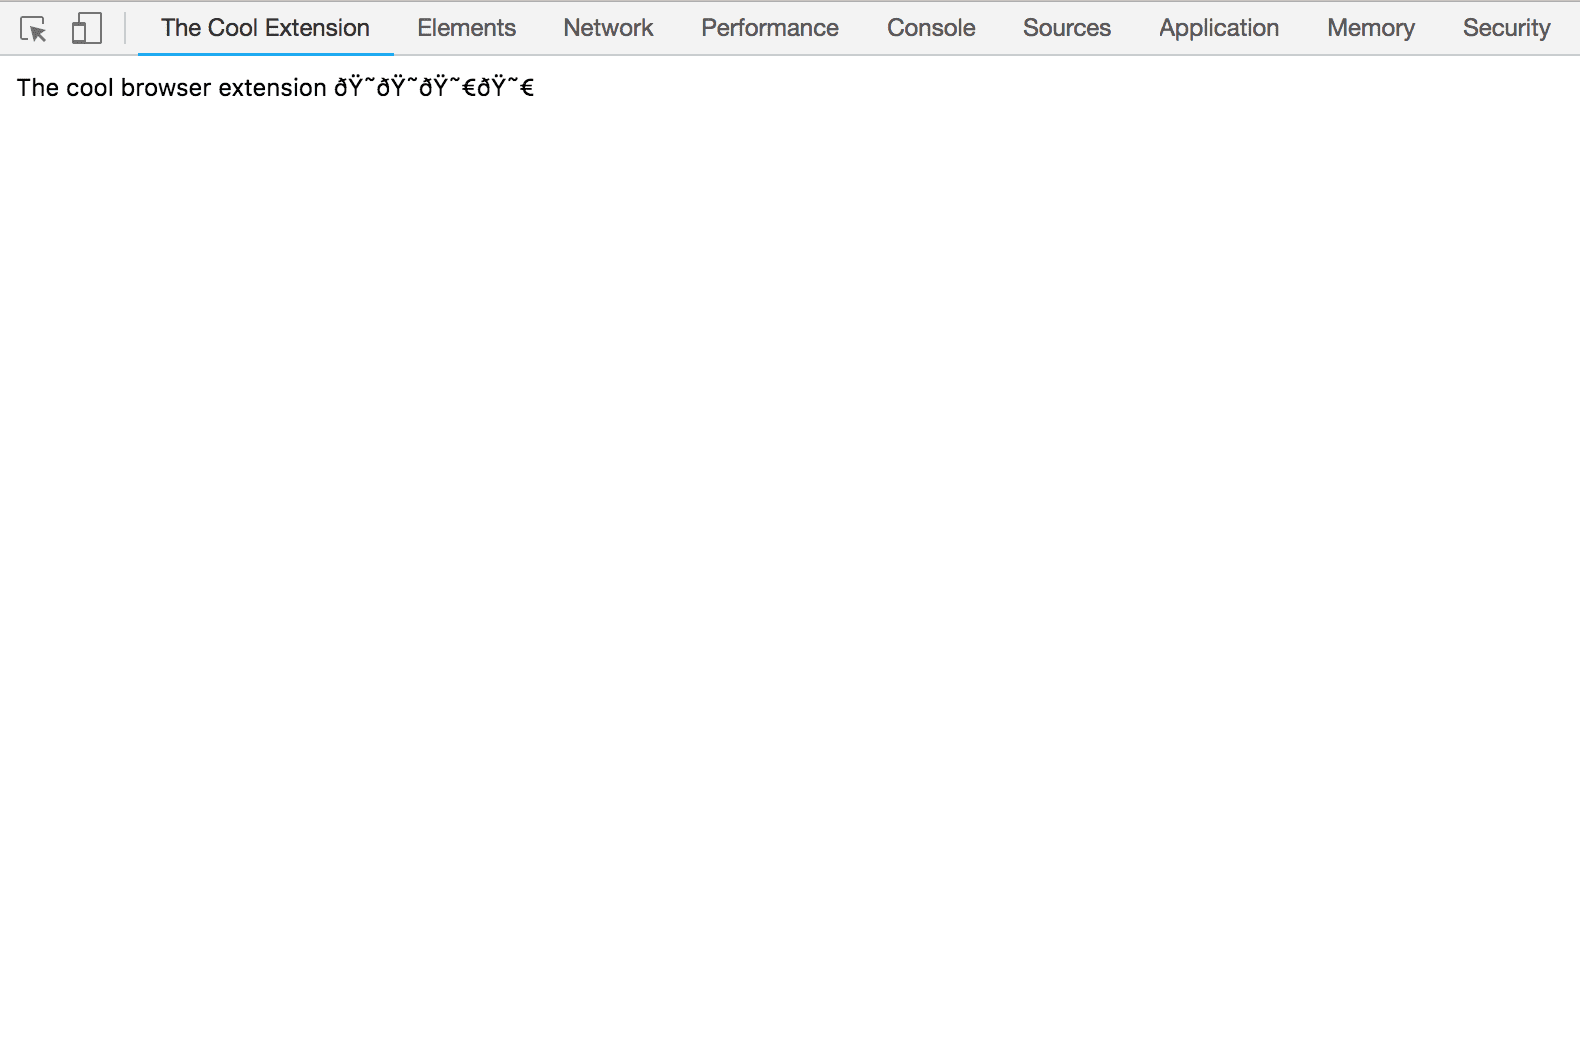 The Cool Extension Elements Network Performance Console Sources Application Memory Security
The cool browser extension ðŸ˜ðŸ˜ðŸ˜€ðŸ˜€